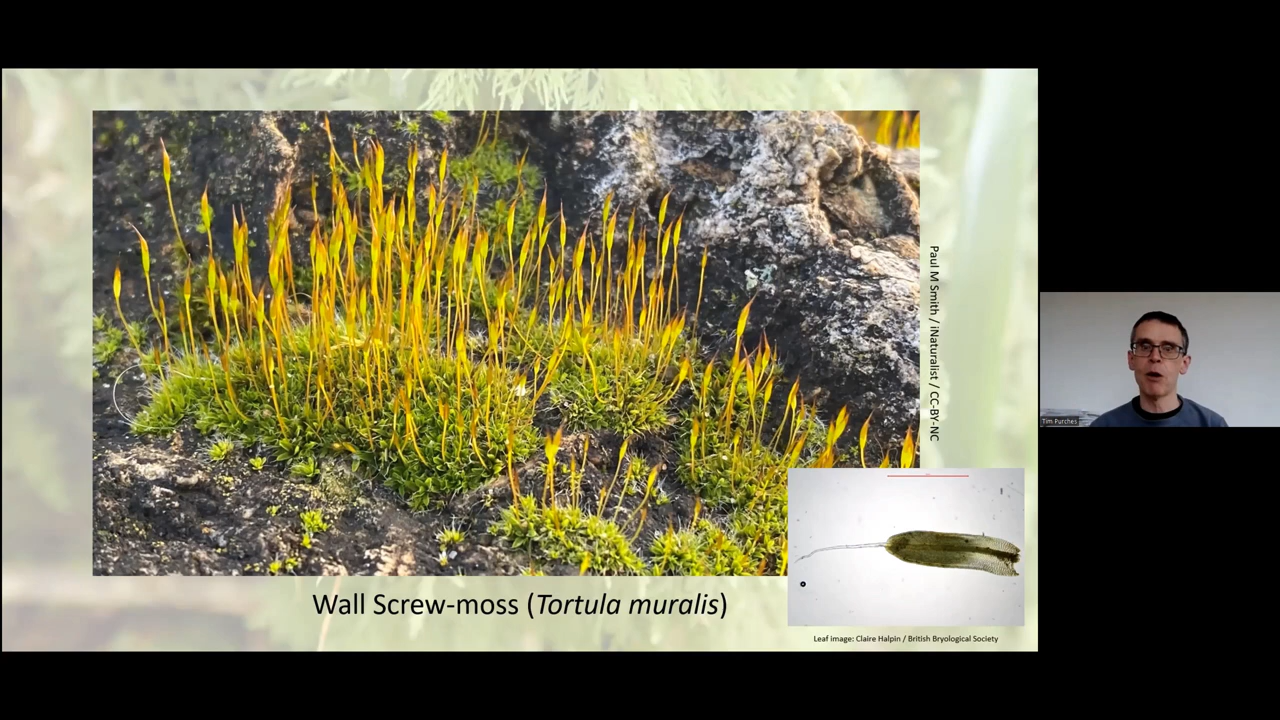 Paul M Smith / iNaturalist / CC-BY-NC
Tim Purches
Wall Screw-moss (Tortula muralis)
Leaf image: Claire Halpin / British Bryological Society